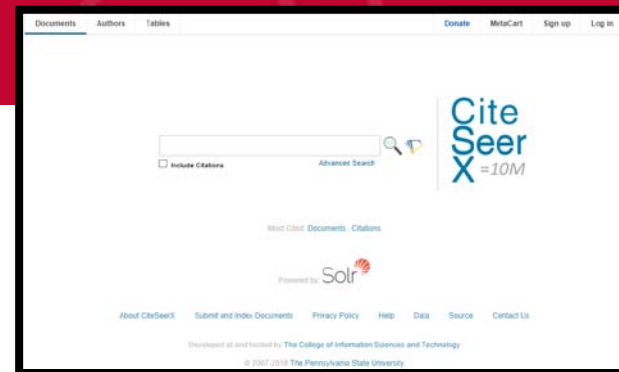 Documents Authors Tables Donate MetaCart Sign up Log in
Cite
Seer
X =10M
Include Citations Advanced Search
Most Cited: Documents Citations
Powered by: Solr
About CiteSeerX Submit and Index Documents Privacy Policy Help Data Source Contact Us
Developed at and hosted by The College of Information Sciences and Technology
© 2007-2018 The Pennsylvania State University